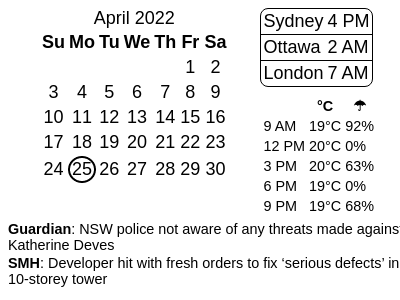 April 2022
Su Mo Tu We Th Fr Sa
1 2
3 4 5 6 7 8 9
10 11 12 13 14 15 16
17 18 19 20 21 22 23
24 25 26 27 28 29 30
Sydney 4 PM
Ottawa 2 AM
London 7 AM
°C ☂
9 AM 19°C 92%
12 PM 20°C 0%
3 PM 20°C 63%
6 PM 19°C 0%
9 PM 19°C 68%
Guardian: NSW police not aware of any threats made against
Katherine Deves
SMH: Developer hit with fresh orders to fix ‘serious defects’ in
10-storey tower